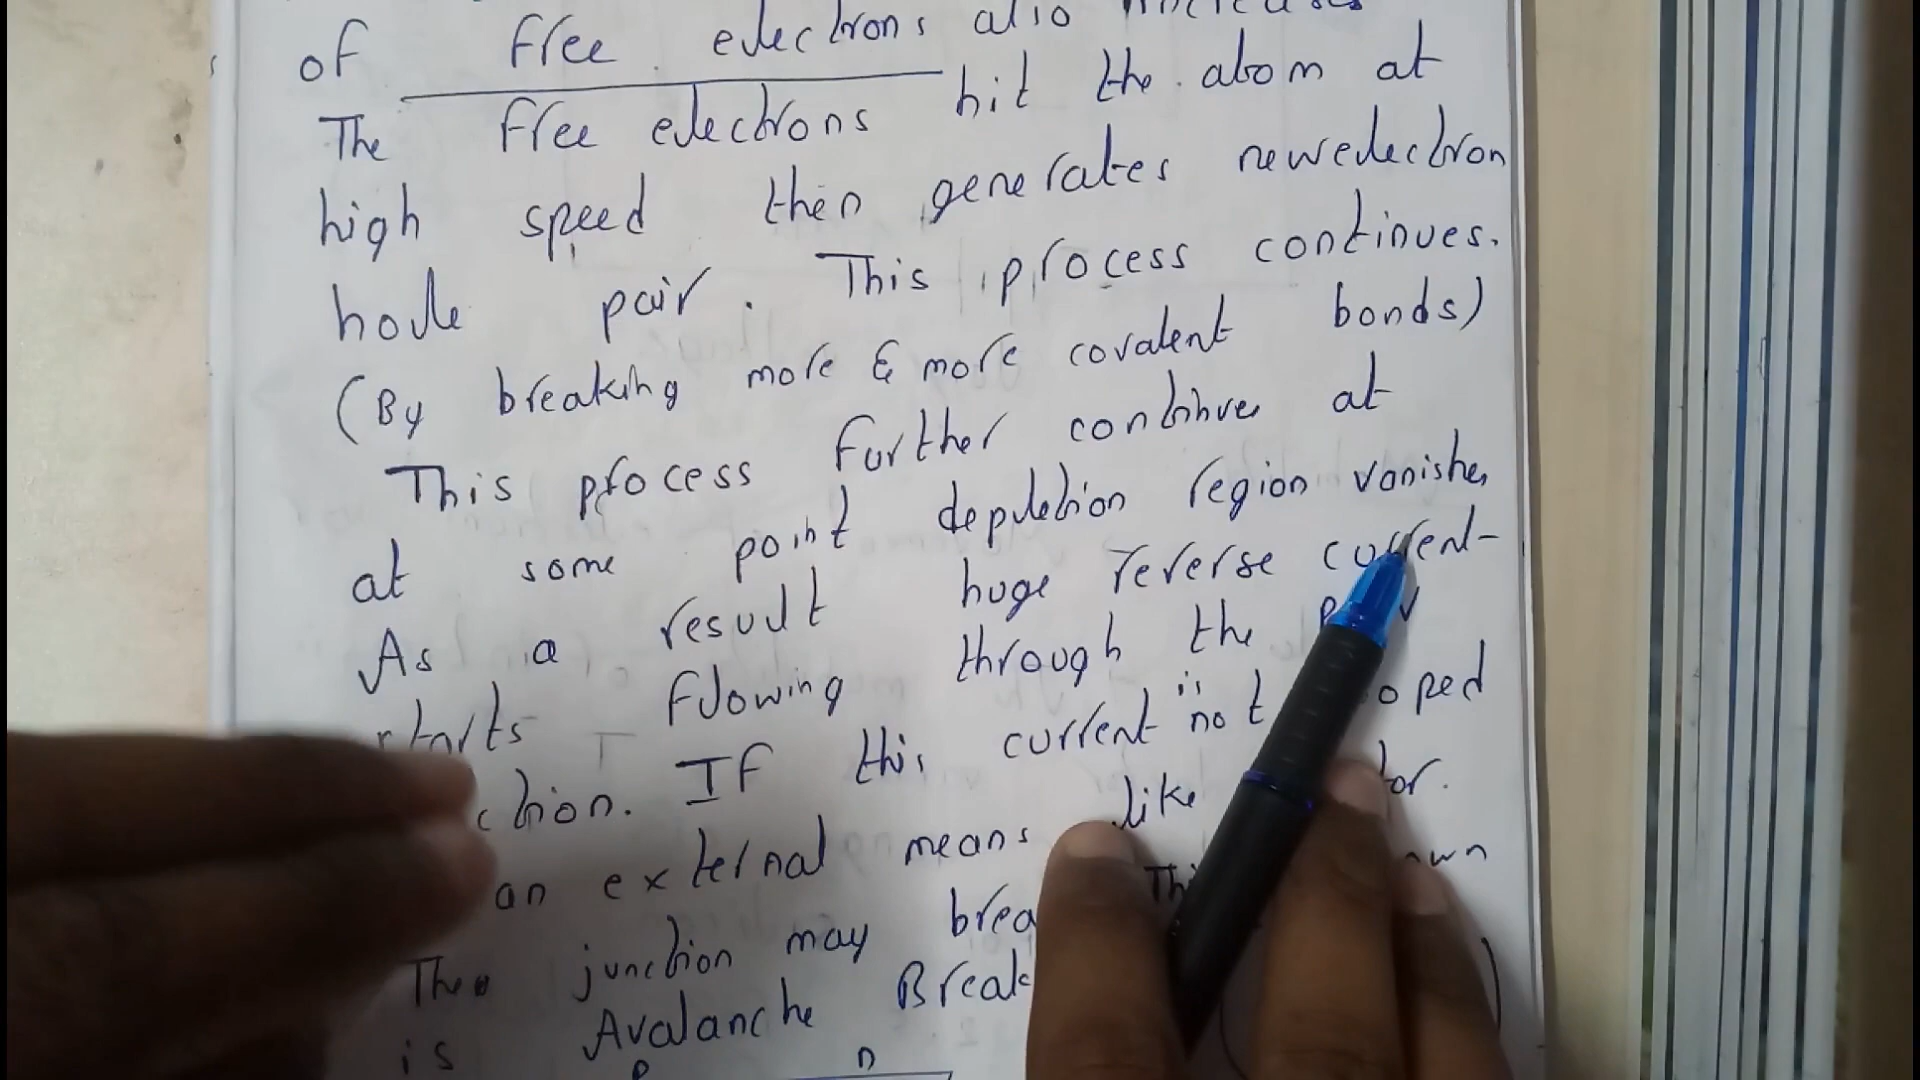 of free electrons also increases
The free electrons hit the atom at
high speed then generates new electron
hole pair. This process continues.
(By breaking more & more covalent bonds)
This process further continues at
at some point depletion region vanishes
As a result huge reverse current
starts flowing through the
If this current is not
an external means like
The junction may
is Avalanche
P n